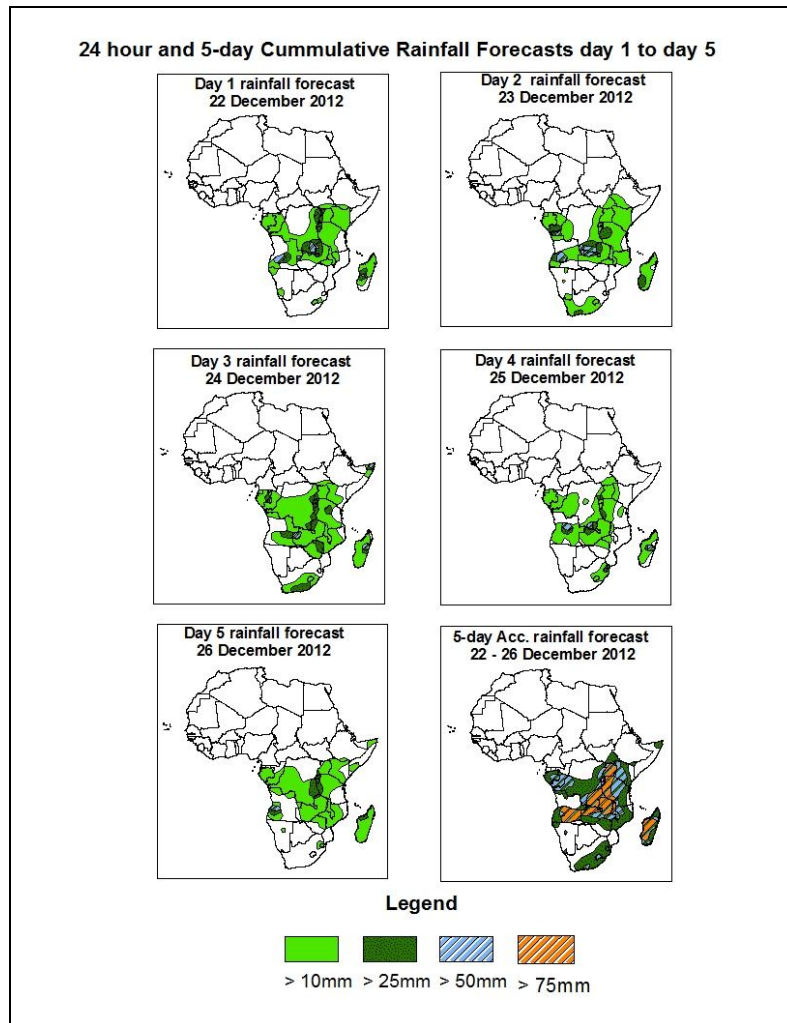 24 hour and 5-day Cummulative Rainfall Forecasts day 1 to day 5
Day 1 rainfall forecast
22 December 2012
Day 2 rainfall forecast
23 December 2012
Day 3 rainfall forecast
24 December 2012
Day 4 rainfall forecast
25 December 2012
Day 5 rainfall forecast
26 December 2012
5-day Acc. rainfall forecast
22 - 26 December 2012
Legend
> 10mm > 25mm > 50mm > 75mm